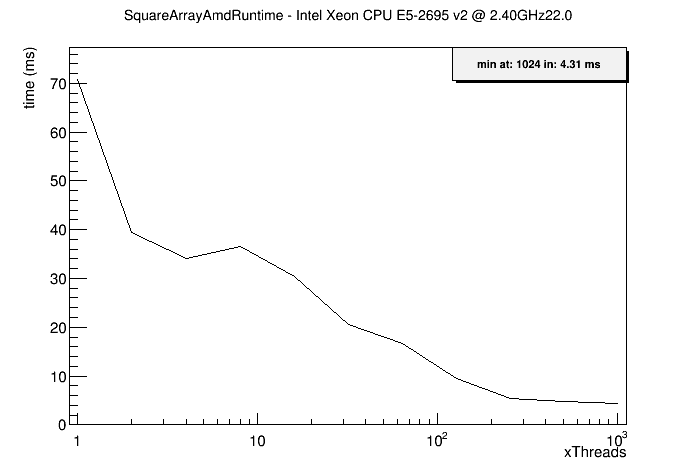 SquareArrayAmdRuntime - Intel Xeon CPU E5-2695 v2 @ 2.40GHz22.0
time (ms)
min at: 1024 in: 4.31 ms
70
60
50
40
30
20
10
0
1 10 10² 10³
xThreads